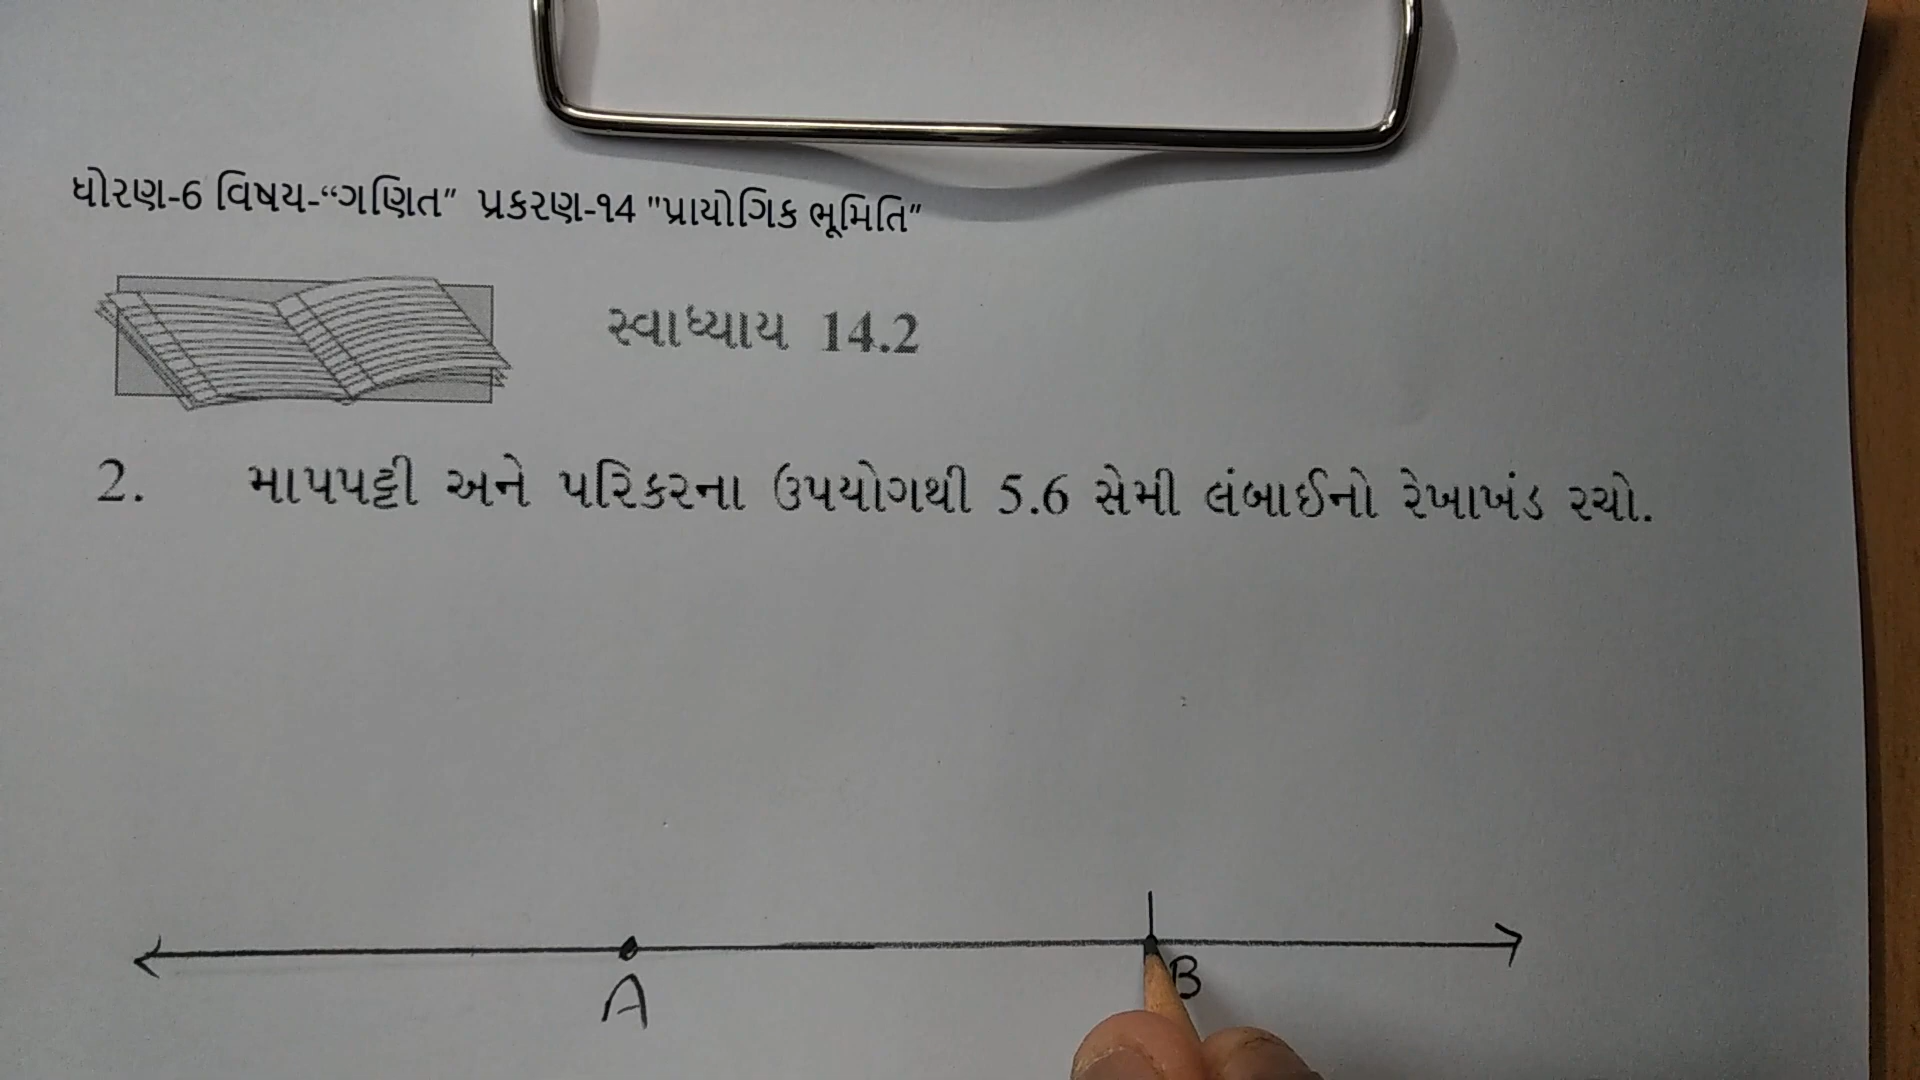 ધોરણ-6 વિષય-“ગણિત” પ્રકરણ-૧4 "પ્રાયોગિક ભૂમિતિ”
સ્વાધ્યાય 14.2
2. માપપટ્ટી અને પરિકરના ઉપયોગથી 5.6 સેમી લંબાઈનો રેખાખંડ રચો.
A B